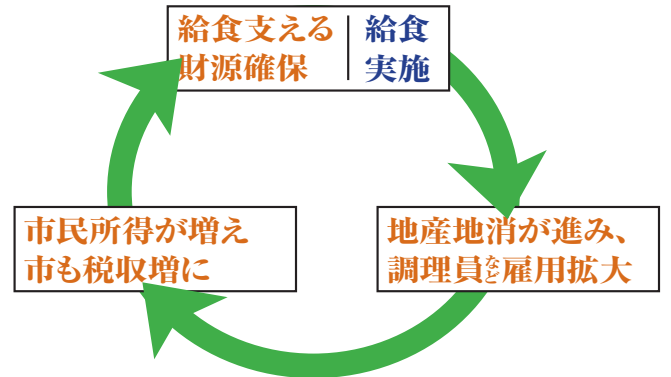 給食支える
財源確保
給食
実施
地産地消が進み、
調理員など雇用拡大
市民所得が増え
市も税収増に